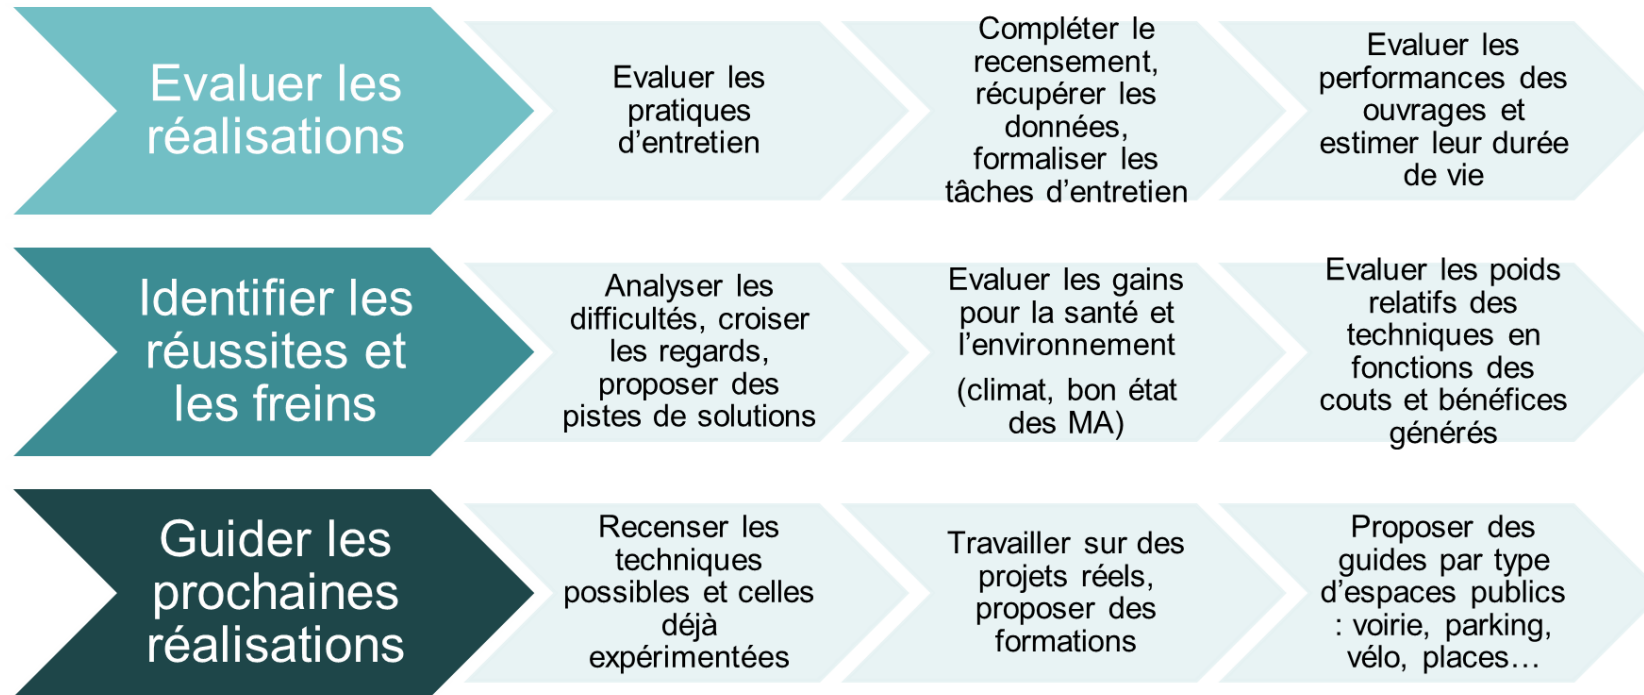 Evaluer les
réalisations
Evaluer les
pratiques
d’entretien
Compléter le
recensement,
récupérer les
données,
formaliser les
tâches d’entretien
Evaluer les
performances des
ouvrages et
estimer leur durée
de vie
Identifier les
réussites et
les freins
Analyser les
difficultés, croiser
les regards,
proposer des
pistes de solutions
Evaluer les gains
pour la santé et
l’environnement
(climat, bon état
des MA)
Evaluer les poids
relatifs des
techniques en
fonctions des
couts et bénéfices
générés
Guider les
prochaines
réalisations
Recenser les
techniques
possibles et celles
déjà
expérimentées
Travailler sur des
projets réels,
proposer des
formations
Proposer des
guides par type
d’espaces publics
: voirie, parking,
vélo, places…